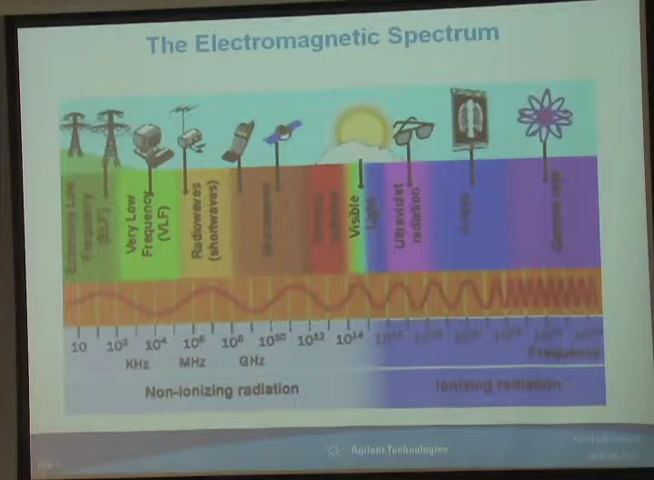 The Electromagnetic Spectrum
Extremely Low
Frequency
(ELF)
Very Low
Frequency
(VLF)
Radiowaves
(shortwaves)
Microwaves
Visible
Light
Ultraviolet
radiation
X-rays
Gamma rays
10 10² 10⁴ 10⁶ 10⁸ 10¹⁰ 10¹² 10¹⁴
KHz MHz GHz
Frequency
Non-ionizing radiation
Ionizing radiation
Agilent Technologies